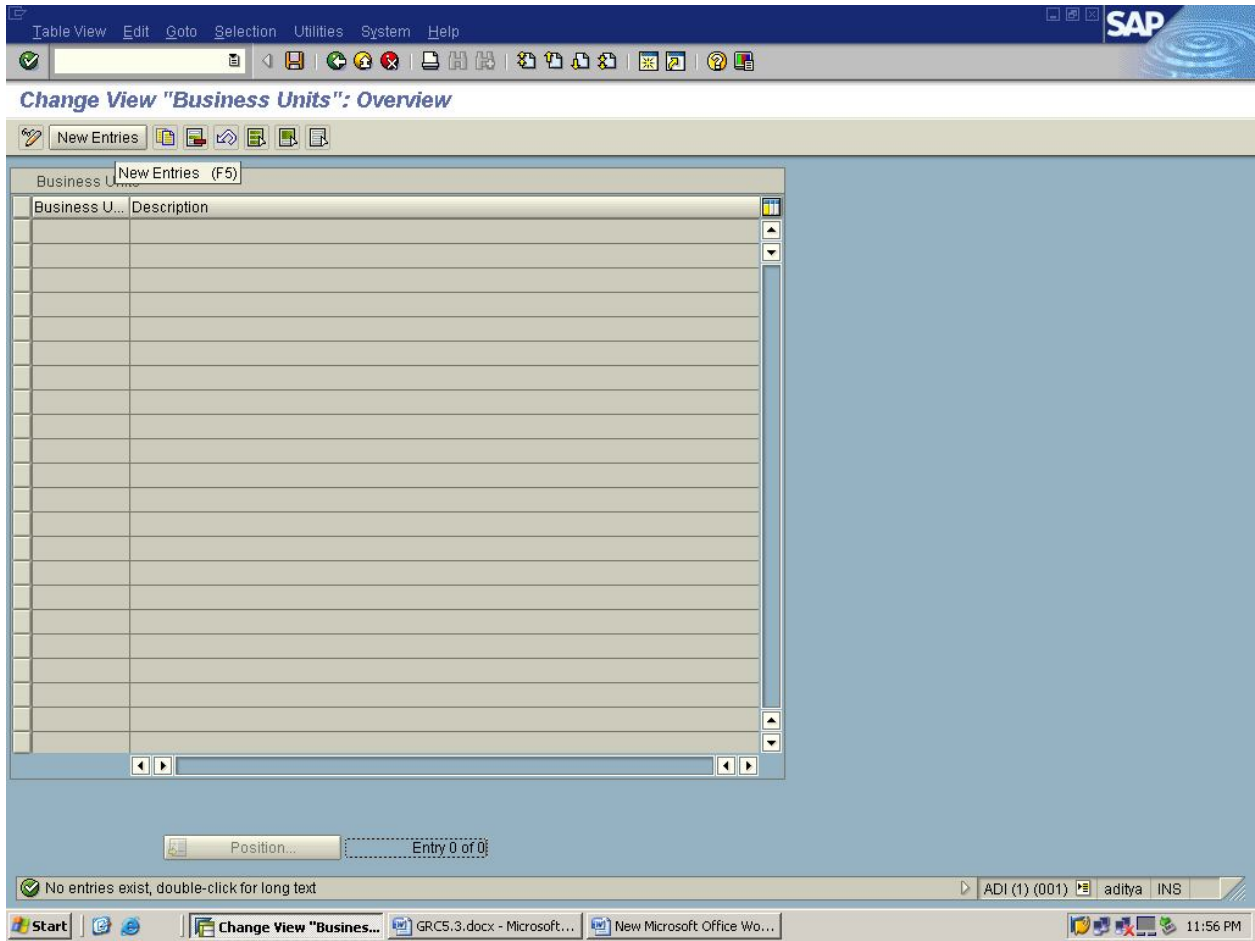 Table View Edit Goto Selection Utilities System Help
SAP
Change View "Business Units": Overview
New Entries
New Entries (F5)
Business Units
Business U... Description
Position...
Entry 0 of 0
No entries exist, double-click for long text
ADI (1) (001) aditya INS
Start Change View "Busines... GRC5.3.docx - Microsoft... New Microsoft Office Wo... 11:56 PM